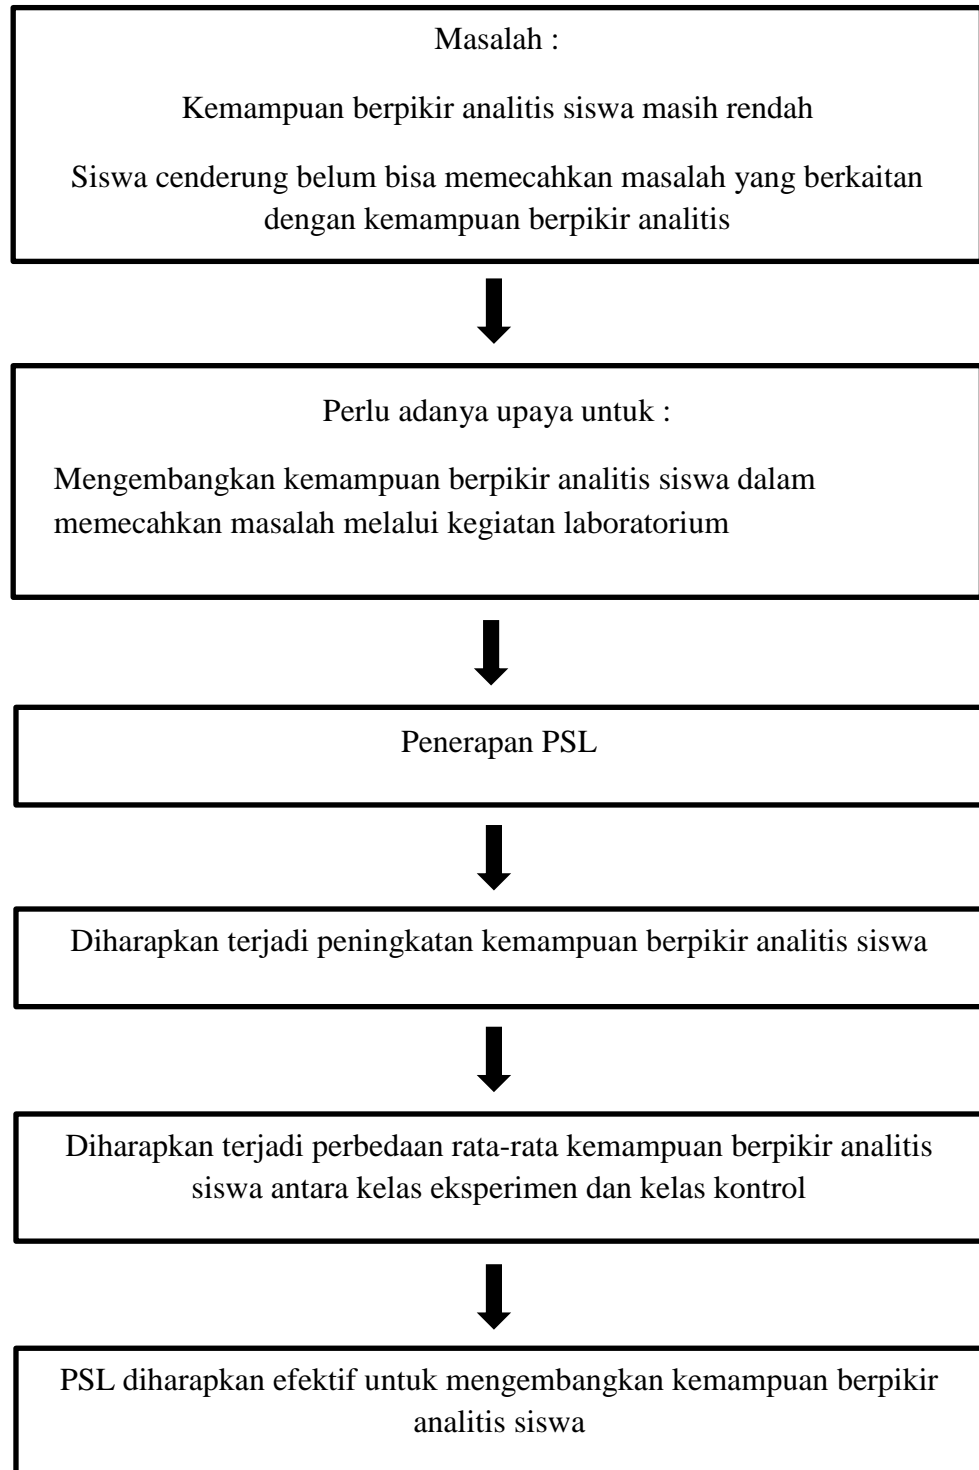 Masalah :
Kemampuan berpikir analitis siswa masih rendah
Siswa cenderung belum bisa memecahkan masalah yang berkaitan
dengan kemampuan berpikir analitis
Perlu adanya upaya untuk :
Mengembangkan kemampuan berpikir analitis siswa dalam
memecahkan masalah melalui kegiatan laboratorium
Penerapan PSL
Diharapkan terjadi peningkatan kemampuan berpikir analitis siswa
Diharapkan terjadi perbedaan rata-rata kemampuan berpikir analitis
siswa antara kelas eksperimen dan kelas kontrol
PSL diharapkan efektif untuk mengembangkan kemampuan berpikir
analitis siswa